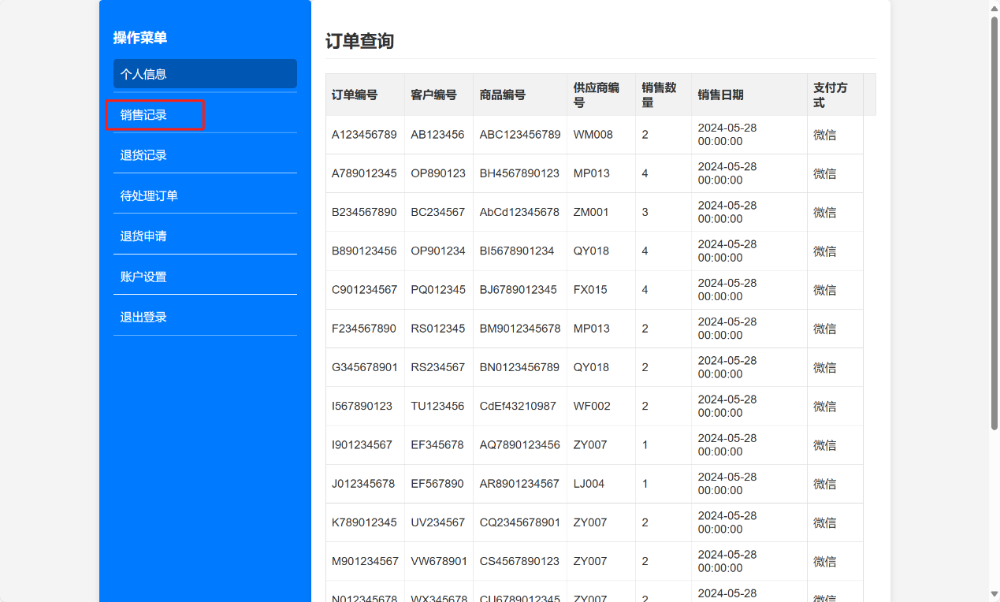 操作菜单
个人信息
销售记录
退货记录
待处理订单
退货申请
账户设置
退出登录
订单查询
订单编号 客户编号 商品编号 供应商编号 销售数量 销售日期 支付方式
A123456789 AB123456 ABC123456789 WM008 2 2024-05-28 00:00:00 微信
A789012345 OP890123 BH4567890123 MP013 4 2024-05-28 00:00:00 微信
B234567890 BC234567 AbCd12345678 ZM001 3 2024-05-28 00:00:00 微信
B890123456 OP901234 BI5678901234 QY018 4 2024-05-28 00:00:00 微信
C901234567 PQ012345 BJ6789012345 FX015 4 2024-05-28 00:00:00 微信
F234567890 RS012345 BM9012345678 MP013 2 2024-05-28 00:00:00 微信
G345678901 RS234567 BN0123456789 QY018 2 2024-05-28 00:00:00 微信
I567890123 TU123456 CdEf43210987 WF002 2 2024-05-28 00:00:00 微信
I901234567 EF345678 AQ7890123456 ZY007 1 2024-05-28 00:00:00 微信
J012345678 EF567890 AR8901234567 LJ004 1 2024-05-28 00:00:00 微信
K789012345 UV234567 CQ2345678901 ZY007 2 2024-05-28 00:00:00 微信
M901234567 VW678901 CS4567890123 ZY007 2 2024-05-28 00:00:00 微信
N012345678 WX345678 CU6789012345 ZY007 2 2024-05-28 微信